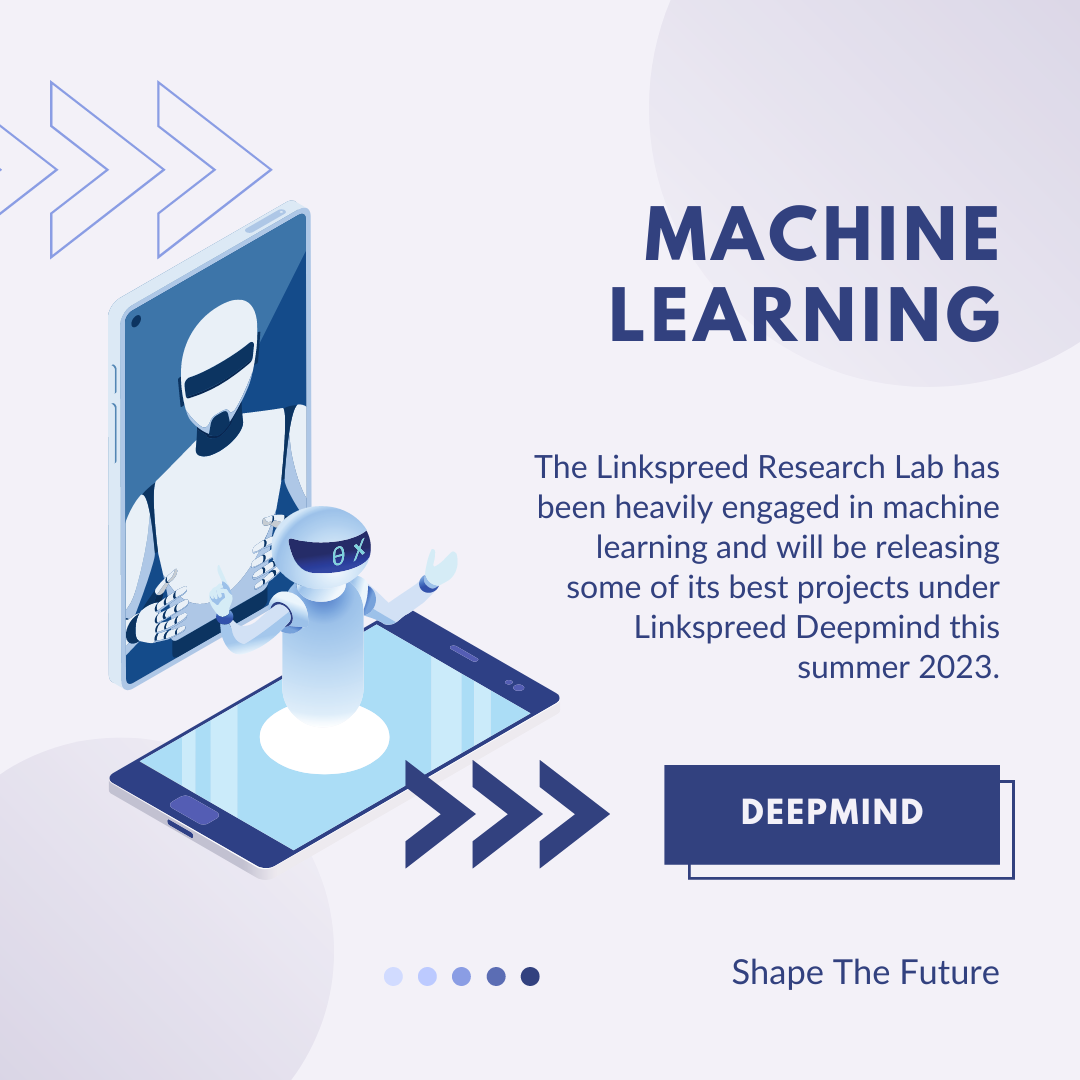 MACHINE
LEARNING
The Linkspreed Research Lab has
been heavily engaged in machine
learning and will be releasing
some of its best projects under
Linkspreed Deepmind this
summer 2023.
θ x
DEEPMIND
Shape The Future